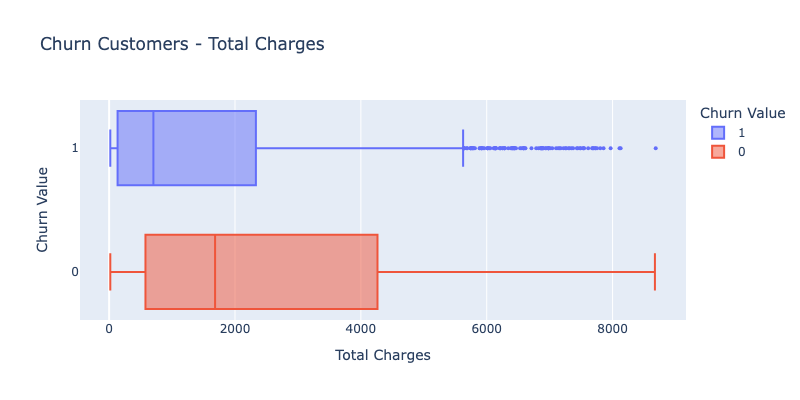 Churn Customers - Total Charges
Churn Value
1
0
Churn Value
1
0
0
2000
4000
6000
8000
Total Charges